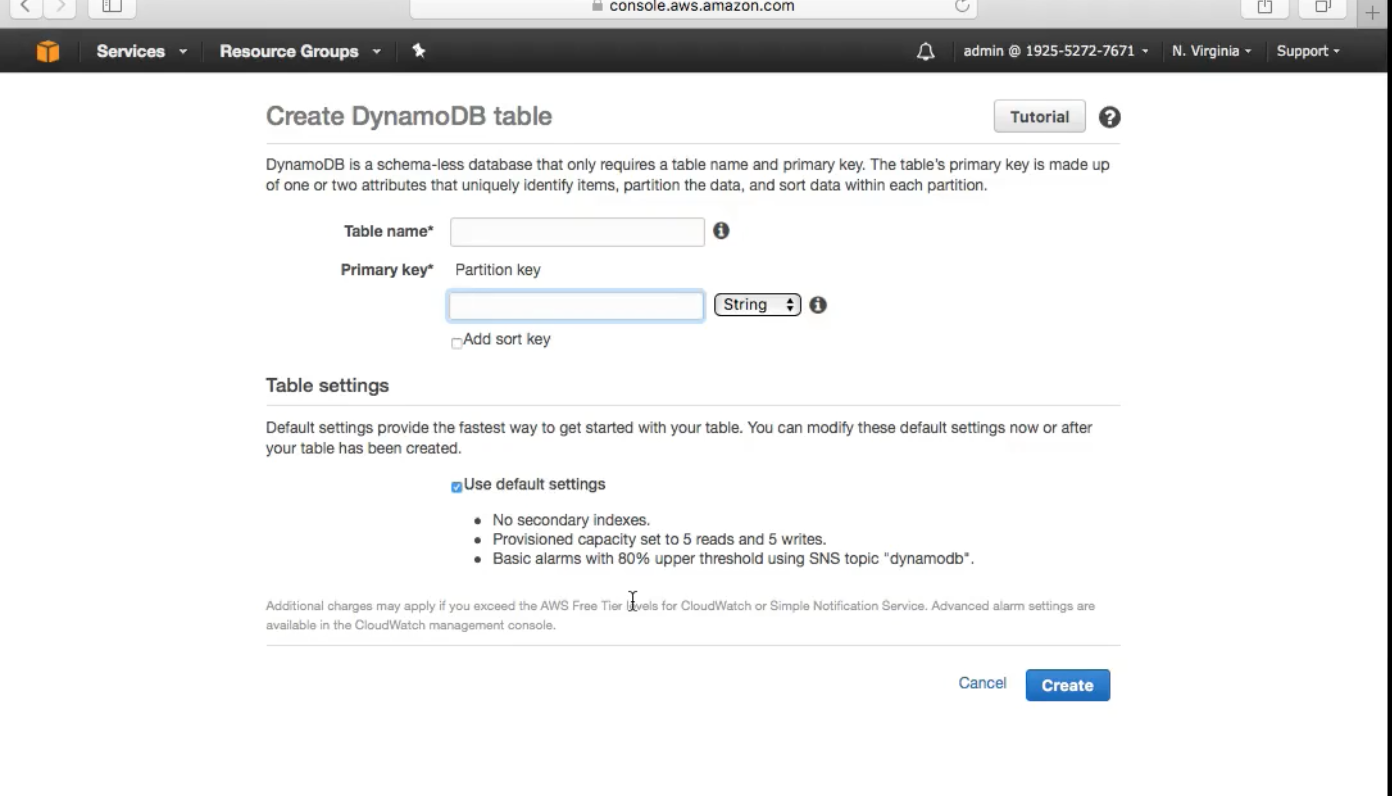 console.aws.amazon.com
Services Resource Groups admin @ 1925-5272-7671 N. Virginia Support
Create DynamoDB table Tutorial ?
DynamoDB is a schema-less database that only requires a table name and primary key. The table's primary key is made up
of one or two attributes that uniquely identify items, partition the data, and sort data within each partition.
Table name* i
Primary key* Partition key
String i
Add sort key
Table settings
Default settings provide the fastest way to get started with your table. You can modify these default settings now or after
your table has been created.
Use default settings
• No secondary indexes.
• Provisioned capacity set to 5 reads and 5 writes.
• Basic alarms with 80% upper threshold using SNS topic "dynamodb".
Additional charges may apply if you exceed the AWS Free Tier levels for CloudWatch or Simple Notification Service. Advanced alarm settings are
available in the CloudWatch management console.
Cancel Create